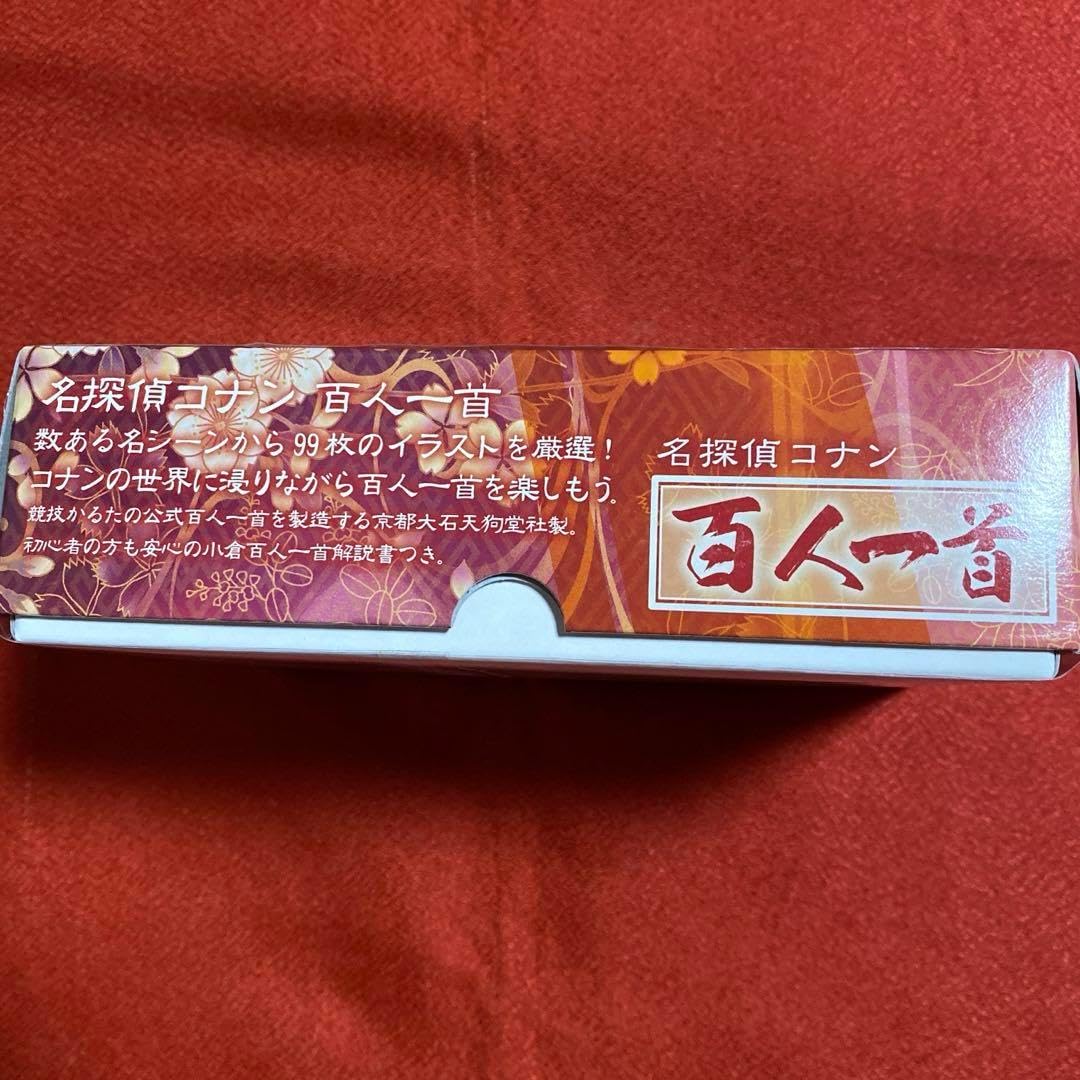 名探偵コナン 百人一首
数ある名シーンから99枚のイラストを厳選！
コナンの世界に浸りながら百人一首を楽しもう。
競技かるたの公式百人一首を製造する京都大石天狗堂社製。
初心者の方も安心の小倉百人一首解説書つき。
名探偵コナン
百人一首